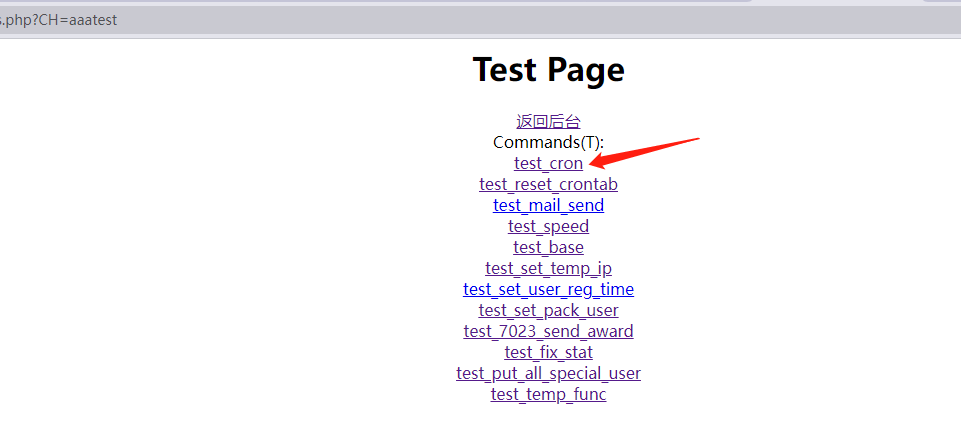 s.php?CH=aaatest
Test Page
返回后台
Commands(T):
test_cron
test_reset_crontab
test_mail_send
test_speed
test_base
test_set_temp_ip
test_set_user_reg_time
test_set_pack_user
test_7023_send_award
test_fix_stat
test_put_all_special_user
test_temp_func